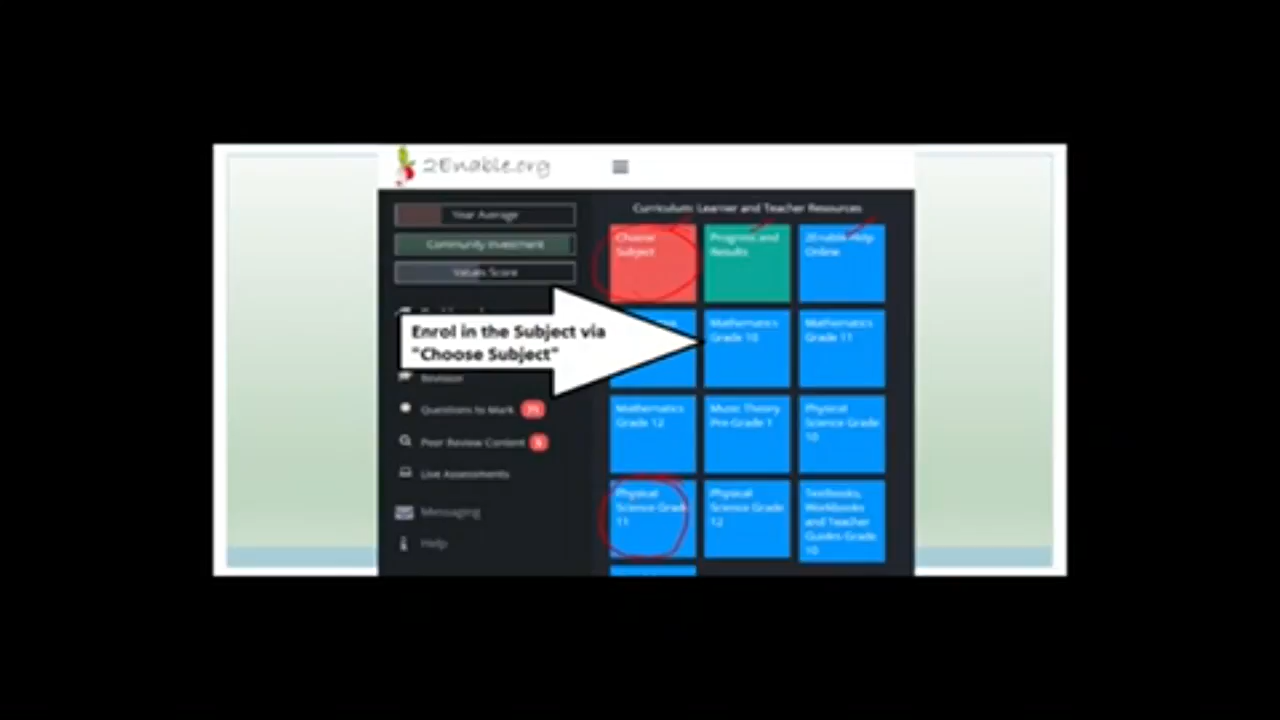 2Enable.org
Year Average
Community Investment
Values Score
Enrol in the Subject via
"Choose Subject"
Revision
Questions to Mark
Peer Review Content 5
Live Assessments
Messaging
Help
Curriculum: Learner and Teacher Resources
Choose
Subject
Progress and
Results
2Enable Help
Online
Mathematics
Grade 10
Mathematics
Grade 11
Mathematics
Grade 12
Music Theory
Pre-Grade 1
Physical
Science Grade
10
Physical
Science Grade
11
Physical
Science Grade
12
Textbooks,
Workbooks
and Teacher
Guides Grade
10